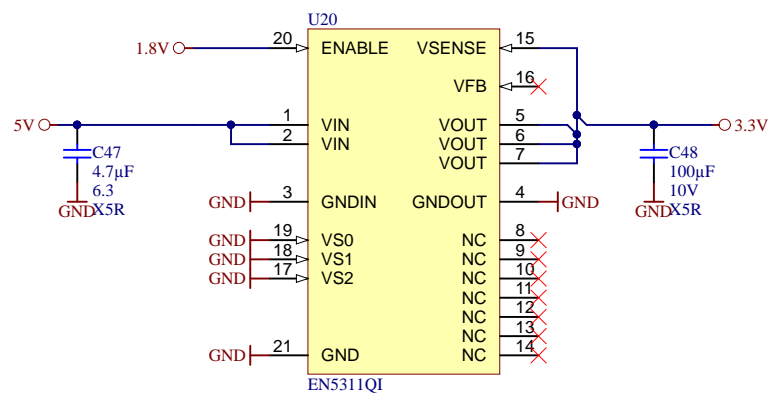 U20
1.8V 20 ENABLE VSENSE 15
VFB 16
5V 1 VIN VOUT 5 3.3V
2 VIN VOUT 6
VOUT 7
C47
4.7µF
6.3
X5R
GND
C48
100µF
10V
X5R
GND
GND 3 GNDIN GNDOUT 4 GND
GND 19 VS0 NC 8
GND 18 VS1 NC 9
GND 17 VS2 NC 10
NC 11
NC 12
NC 13
GND 21 GND NC 14
EN5311QI